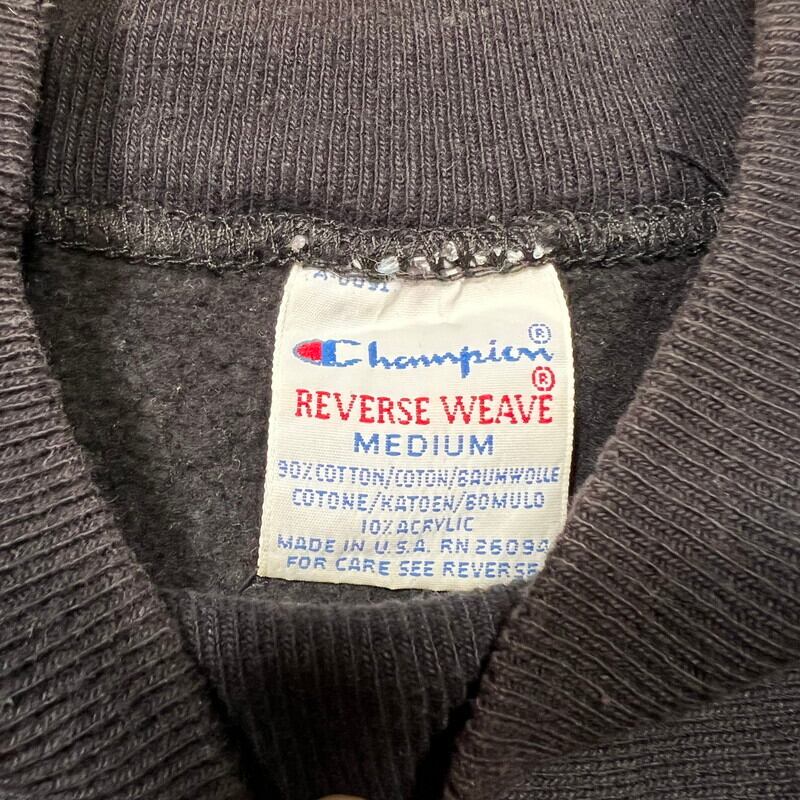 A-0091
Champion®
REVERSE WEAVE®
MEDIUM
90% COTTON/COTON/BAUMWOLLE
COTONE/KATOEN/BOMULD
10% ACRYLIC
MADE IN U.S.A. RN 26094
FOR CARE SEE REVERSE